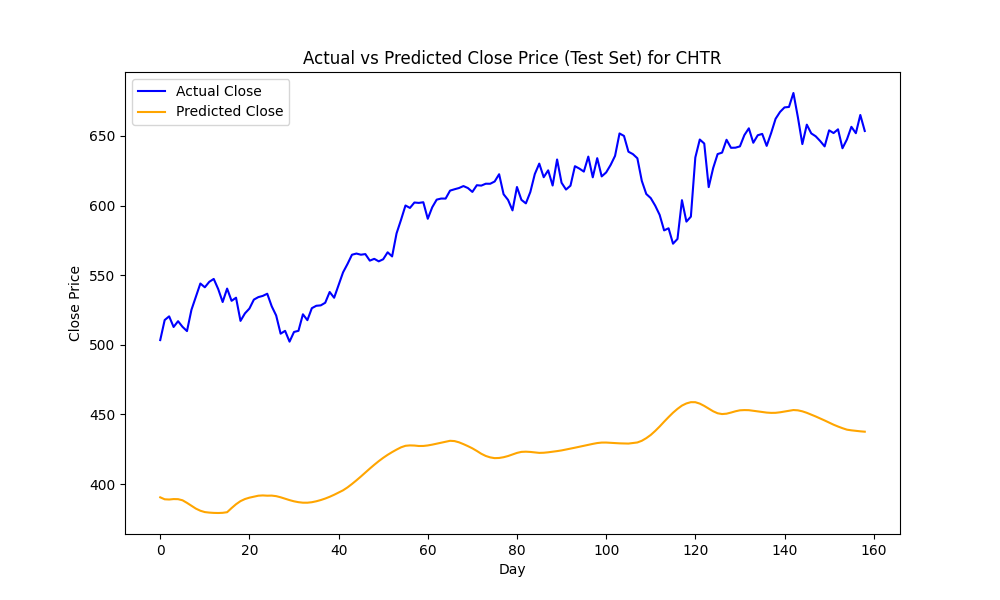 Actual vs Predicted Close Price (Test Set) for CHTR
Actual Close
Predicted Close
650
600
550
500
450
400
Close Price
0 20 40 60 80 100 120 140 160
Day